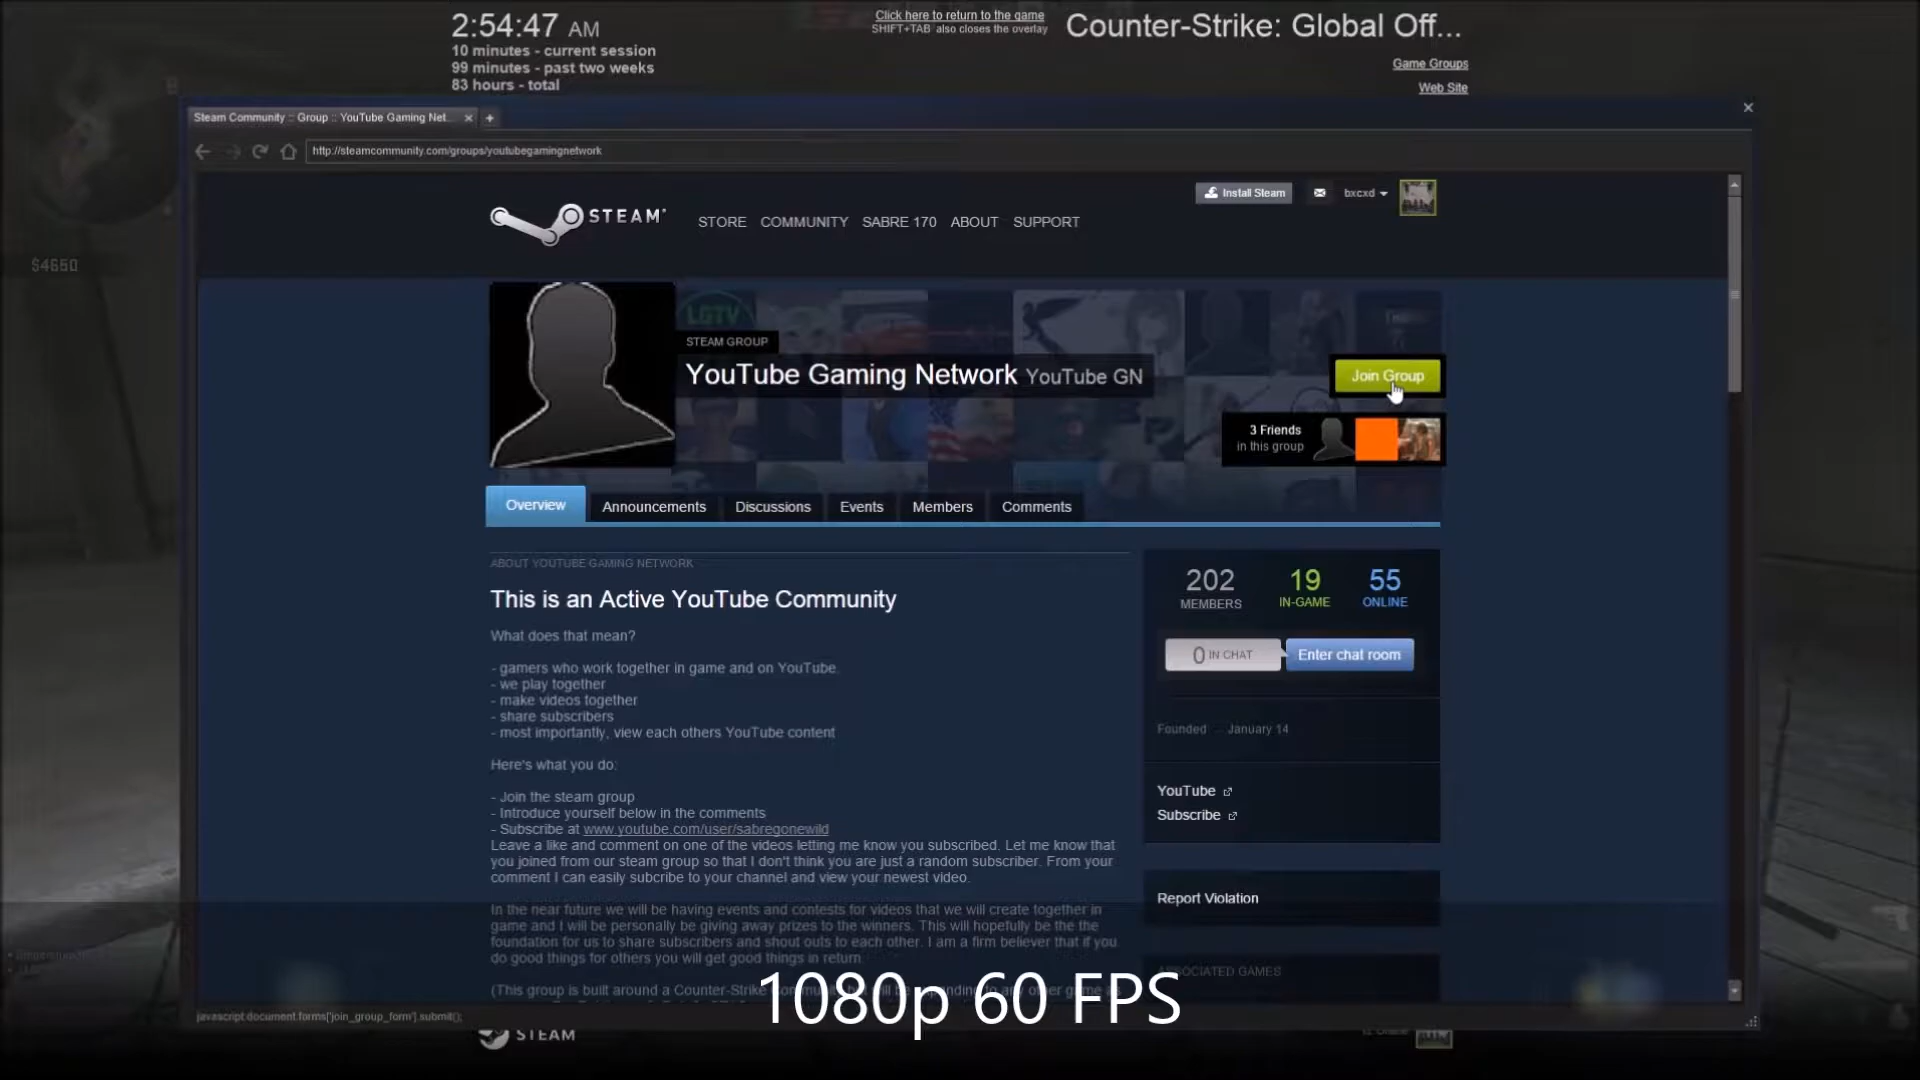 2:54:47 AM
10 minutes - current session
99 minutes - past two weeks
83 hours - total
Click here to return to the game
SHIFT+TAB also closes the overlay
Counter-Strike: Global Off...
Game Groups
Web Site
Steam Community :: Group :: YouTube Gaming Net...
http://steamcommunity.com/groups/youtubegamingnetwork
Install Steam
bxcxd
STEAM
STORE COMMUNITY SABRE 170 ABOUT SUPPORT
$4650
LGTV
STEAM GROUP
YouTube Gaming Network YouTube GN
Join Group
3 Friends
in this group
Overview Announcements Discussions Events Members Comments
ABOUT YOUTUBE GAMING NETWORK
This is an Active YouTube Community
What does that mean?
- gamers who work together in game and on YouTube.
- we play together
- make videos together
- share subscribers
- most importantly, view each others YouTube content
Here's what you do:
- Join the steam group
- Introduce yourself below in the comments
- Subscribe at www.youtube.com/user/sabregonewild
Leave a like and comment on one of the videos letting me know you subscribed. Let me know that
you joined from our steam group so that I don't think you are just a random subscriber. From your
comment I can easily subcribe to your channel and view your newest video.
In the near future we will be having events and contests for videos that we will create together in
game and I will be personally be giving away prizes to the winners. This will hopefully be the the
foundation for us to share subscribers and shout outs to each other. I am a firm believer that if you
do good things for others you will get good things in return
(This group is built around a Counter-Strike
202 MEMBERS
19 IN-GAME
55 ONLINE
0 IN CHAT
Enter chat room
Founded January 14
YouTube
Subscribe
Report Violation
ASSOCIATED GAMES
1080p 60 FPS
javascript:document.forms['join_group_form'].submit();
STEAM